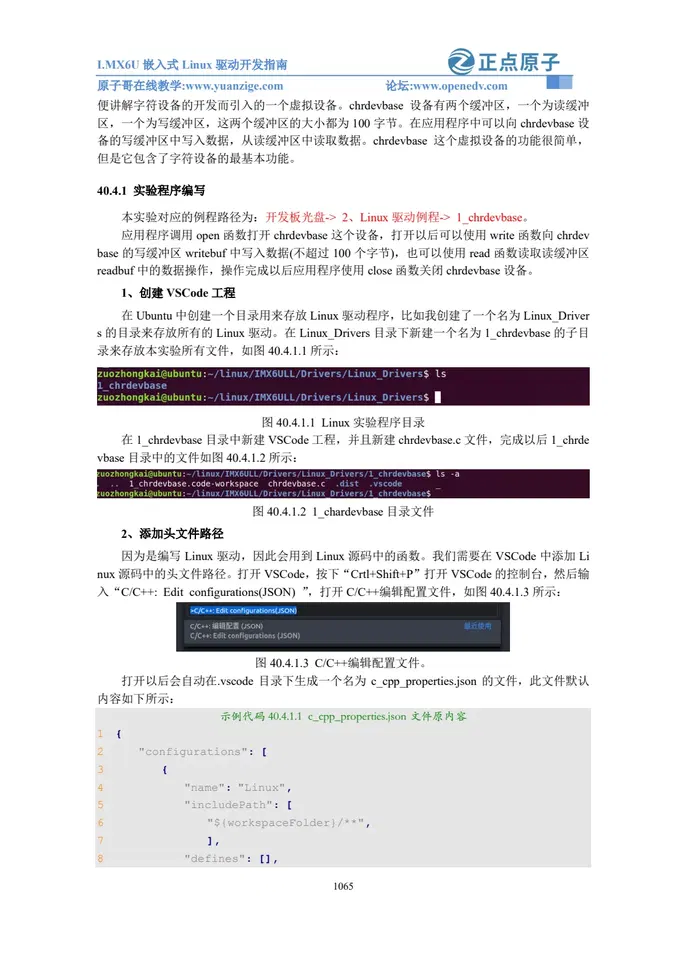 I.MX6U 嵌入式 Linux 驱动开发指南
正点原子
原子哥在线教学:www.yuanzige.com 论坛:www.openedv.com
便讲解字符设备的开发而引入的一个虚拟设备。chrdevbase 设备有两个缓冲区，一个为读缓冲
区，一个为写缓冲区，这两个缓冲区的大小都为 100 字节。在应用程序中可以向 chrdevbase 设
备的写缓冲区中写入数据，从读缓冲区中读取数据。chrdevbase 这个虚拟设备的功能很简单，
但是它包含了字符设备的最基本功能。
40.4.1 实验程序编写
本实验对应的例程路径为：开发板光盘-> 2、Linux 驱动例程-> 1_chrdevbase。
应用程序调用 open 函数打开 chrdevbase 这个设备，打开以后可以使用 write 函数向 chrdev
base 的写缓冲区 writebuf 中写入数据(不超过 100 个字节)，也可以使用 read 函数读取读缓冲区
readbuf 中的数据操作，操作完成以后应用程序使用 close 函数关闭 chrdevbase 设备。
1、创建 VSCode 工程
在 Ubuntu 中创建一个目录用来存放 Linux 驱动程序，比如我创建了一个名为 Linux_Driver
s 的目录来存放所有的 Linux 驱动。在 Linux_Drivers 目录下新建一个名为 1_chrdevbase 的子目
录来存放本实验所有文件，如图 40.4.1.1 所示：
zuozhongkai@ubuntu:~/linux/IMX6ULL/Drivers/Linux_Drivers$ ls
1_chrdevbase
zuozhongkai@ubuntu:~/linux/IMX6ULL/Drivers/Linux_Drivers$
图 40.4.1.1 Linux 实验程序目录
在 1_chrdevbase 目录中新建 VSCode 工程，并且新建 chrdevbase.c 文件，完成以后 1_chrde
vbase 目录中的文件如图 40.4.1.2 所示：
zuozhongkai@ubuntu:~/linux/IMX6ULL/Drivers/Linux_Drivers/1_chrdevbase$ ls -a
. .. 1_chrdevbase.code-workspace chrdevbase.c .dist .vscode
zuozhongkai@ubuntu:~/linux/IMX6ULL/Drivers/Linux_Drivers/1_chrdevbase$
图 40.4.1.2 1_chardevbase 目录文件
2、添加头文件路径
因为是编写 Linux 驱动，因此会用到 Linux 源码中的函数。我们需要在 VSCode 中添加 Li
nux 源码中的头文件路径。打开 VSCode，按下“Crtl+Shift+P”打开 VSCode 的控制台，然后输
入“C/C++: Edit configurations(JSON) ”，打开 C/C++编辑配置文件，如图 40.4.1.3 所示：
>C/C++: Edit configurations(JSON)
C/C++: 编辑配置 (JSON) 最近使用
C/C++: Edit configurations (JSON)
图 40.4.1.3 C/C++编辑配置文件。
打开以后会自动在.vscode 目录下生成一个名为 c_cpp_properties.json 的文件，此文件默认
内容如下所示：
示例代码 40.4.1.1 c_cpp_properties.json 文件原内容
1 {
2 "configurations": [
3 {
4 "name": "Linux",
5 "includePath": [
6 "${workspaceFolder}/**",
7 ],
8 "defines": [],
1065